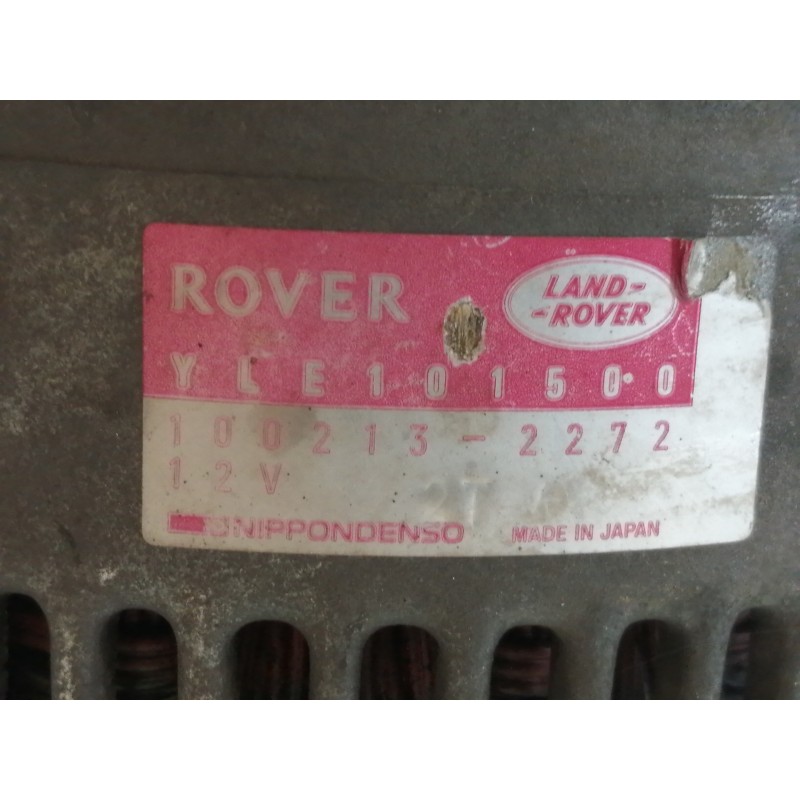 ROVER
LAND-
-ROVER
YLE101500
100213-2272
12V
NIPPONDENSO MADE IN JAPAN